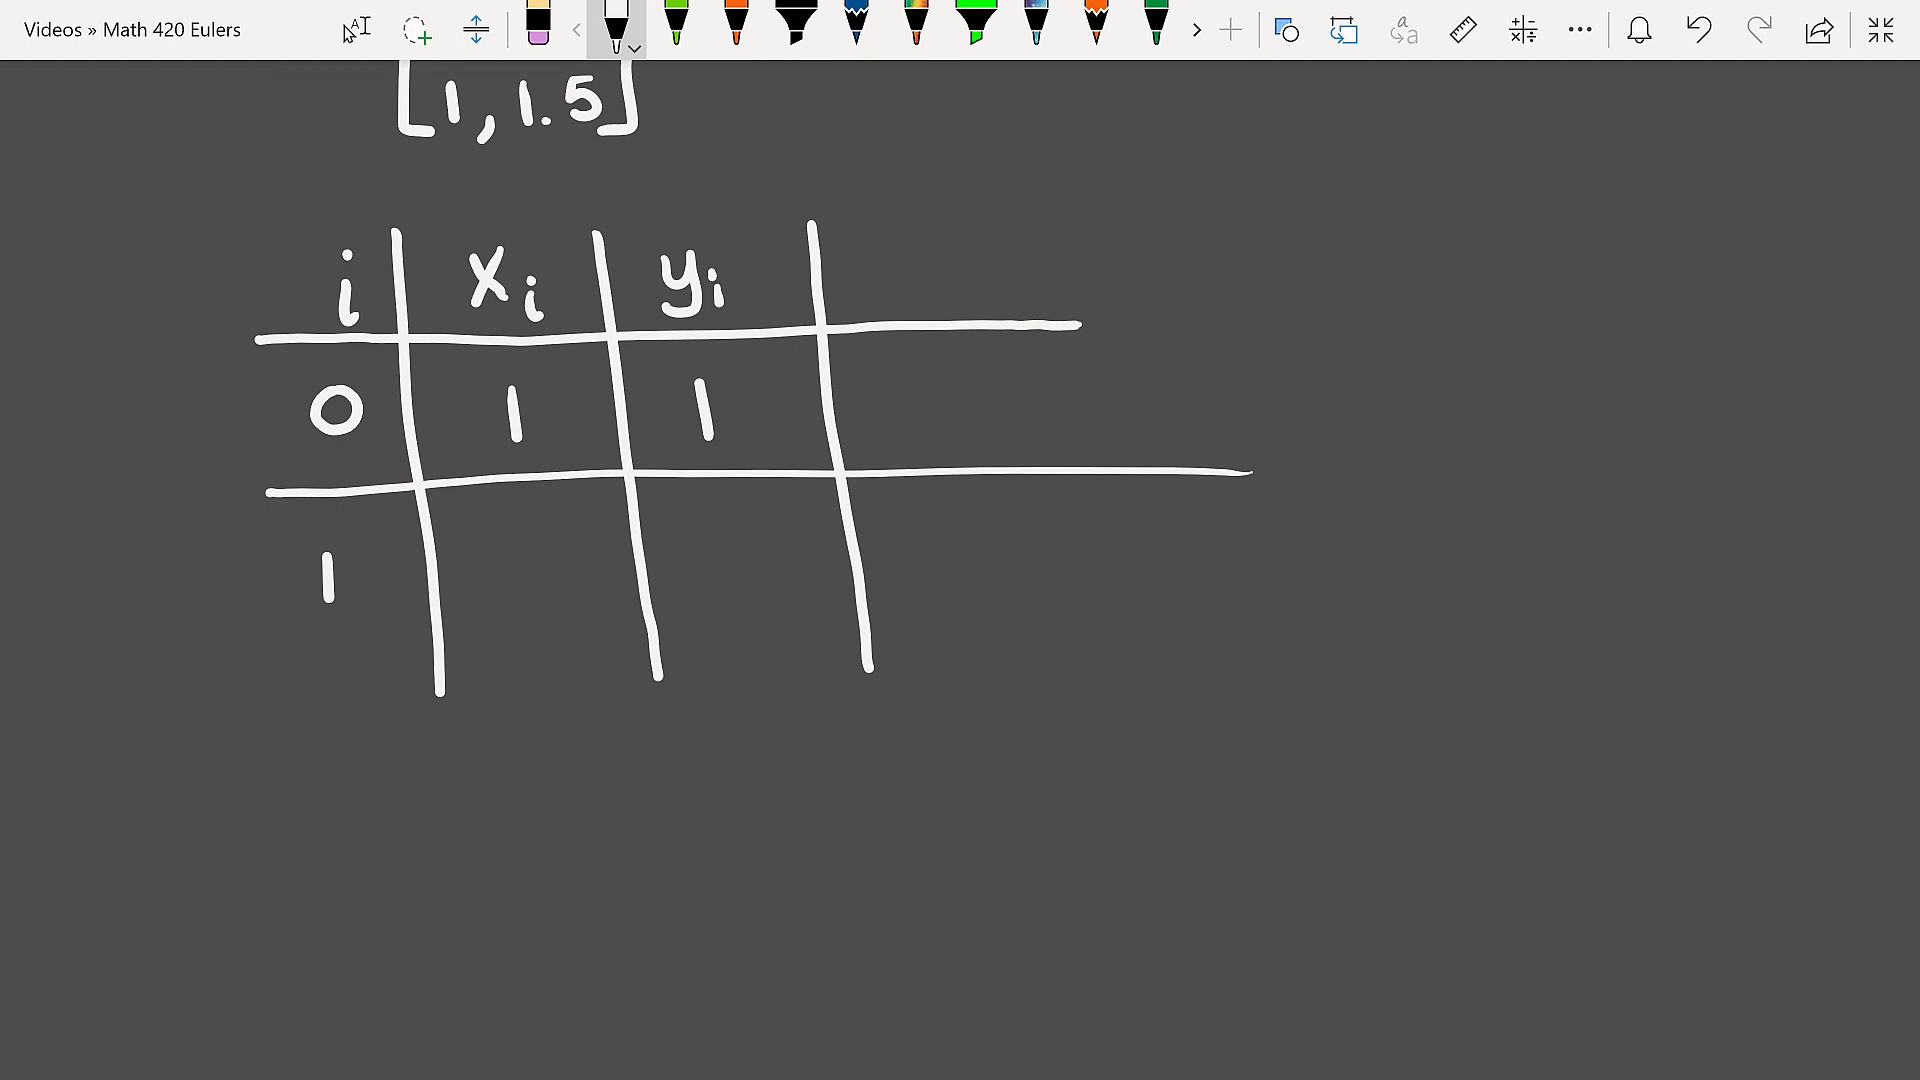 Videos » Math 420 Eulers
[1, 1.5]
i xᵢ yᵢ
0 1 1
1